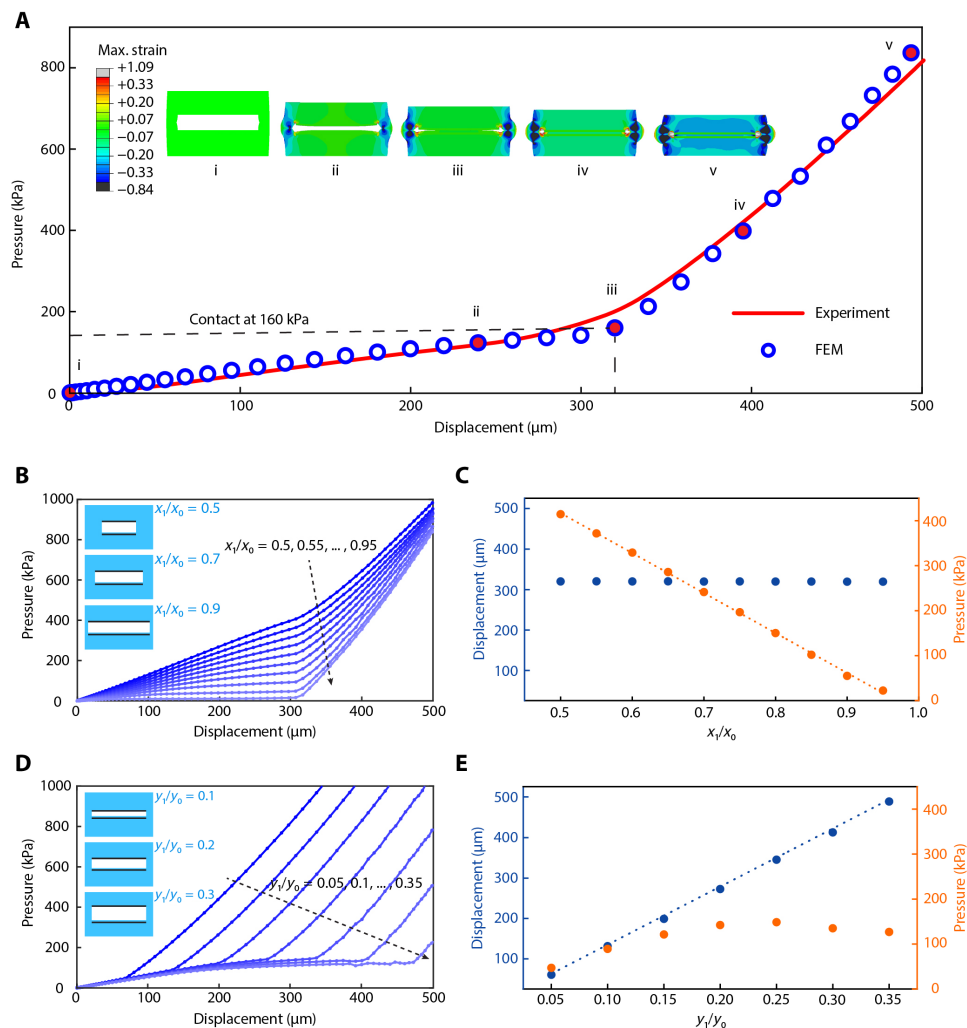 A
Max. strain
+1.09
+0.33
+0.20
+0.07
−0.07
−0.20
−0.33
−0.84
i
ii
iii
iv
v
800
600
400
200
0
Pressure (kPa)
Contact at 160 kPa
i
ii
iii
iv
v
Experiment
FEM
0
100
200
300
400
500
Displacement (μm)
B
1000
800
600
400
200
0
Pressure (kPa)
x1/x0 = 0.5
x1/x0 = 0.7
x1/x0 = 0.9
x1/x0 = 0.5, 0.55, ... , 0.95
0
100
200
300
400
500
Displacement (μm)
C
500
400
300
200
100
Displacement (μm)
400
300
200
100
0
Pressure (kPa)
0.5
0.6
0.7
0.8
0.9
1.0
x1/x0
D
1000
800
600
400
200
0
Pressure (kPa)
y1/y0 = 0.1
y1/y0 = 0.2
y1/y0 = 0.3
y1/y0 = 0.05, 0.1, ... , 0.35
0
100
200
300
400
500
Displacement (μm)
E
500
400
300
200
100
Displacement (μm)
400
300
200
100
0
Pressure (kPa)
0.05
0.10
0.15
0.20
0.25
0.30
0.35
y1/y0